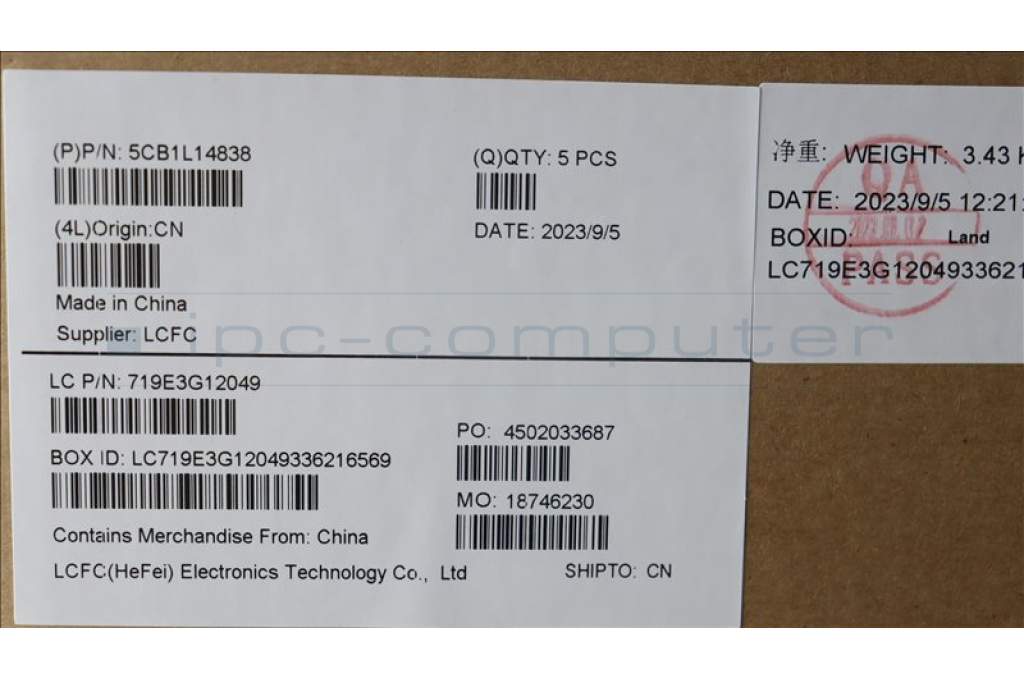 (P)P/N: 5CB1L14838
(Q)QTY: 5 PCS
(4L)Origin:CN
DATE: 2023/9/5
Made in China
Supplier: LCFC
LC P/N: 719E3G12049
PO: 4502033687
BOX ID: LC719E3G12049336216569
MO: 18746230
Contains Merchandise From: China
LCFC(HeFei) Electronics Technology Co., Ltd
SHIPTO: CN
净重: WEIGHT: 3.43
DATE: 2023/9/5 12:21:
BOXID: Land
LC719E3G1204933621
QA
PASS
ipc-computer